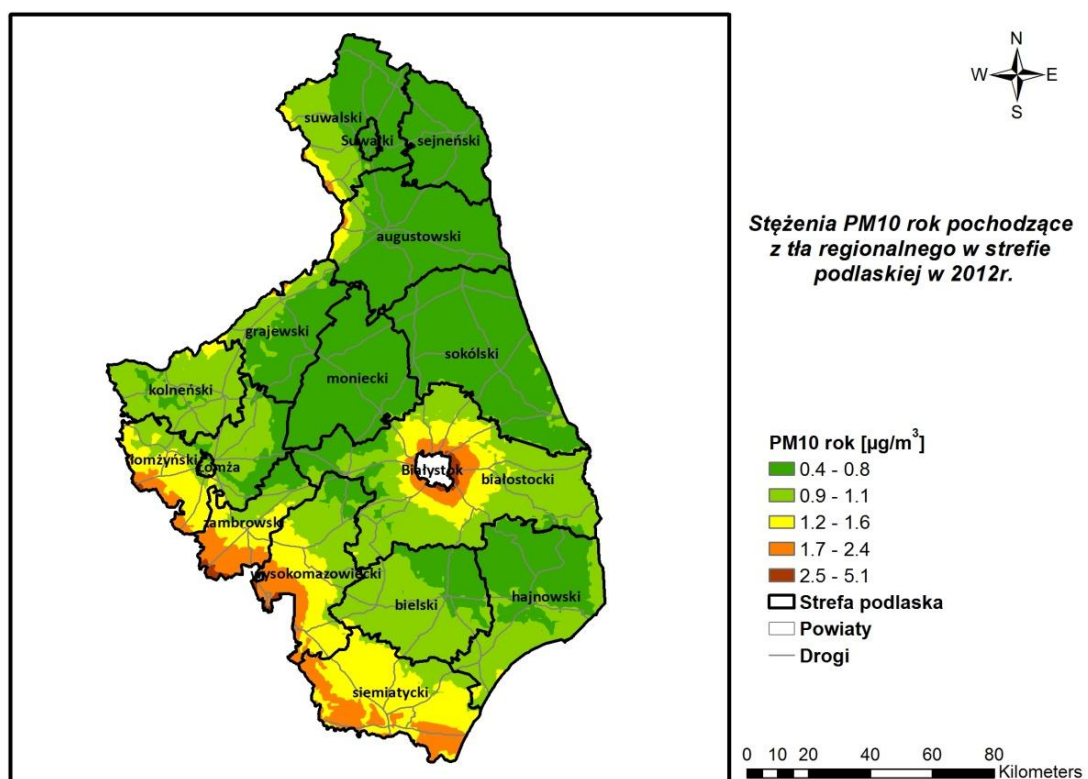 N
W E
S
Stężenia PM10 rok pochodzące
z tła regionalnego w strefie
podlaskiej w 2012r.
suwalski
Suwałki
sejneński
augustowski
grajewski
sokólski
moniecki
kolneński
łomżyński
Łomża
Białystok
białostocki
zambrowski
wysokomazowiecki
bielski
hajnowski
siemiatycki
PM10 rok [µg/m³]
0.4 - 0.8
0.9 - 1.1
1.2 - 1.6
1.7 - 2.4
2.5 - 5.1
Strefa podlaska
Powiaty
Drogi
0 10 20 40 60 80
Kilometers